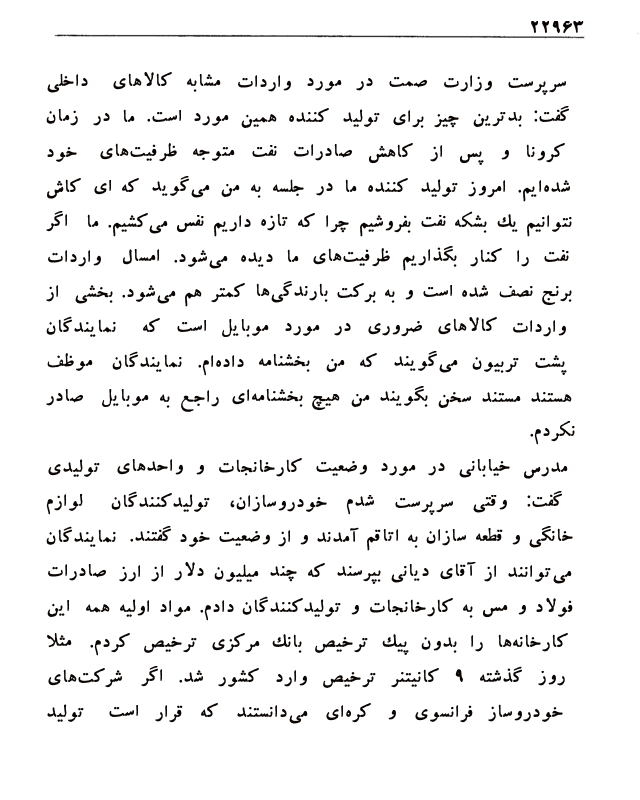 ۲۲۹۶۳
سرپرست وزارت صمت در مورد واردات مشابه کالاهای داخلی
گفت: بدترین چیز برای تولید کننده همین مورد است. ما در زمان
کرونا و پس از کاهش صادرات نفت متوجه ظرفیت‌های خود
شده‌ایم. امروز تولید کننده ما در جلسه به من می‌گوید که ای کاش
نتوانیم یك بشکه نفت بفروشیم چرا که تازه داریم نفس می‌کشیم. ما اگر
نفت را کنار بگذاریم ظرفیت‌های ما دیده می‌شود. امسال واردات
برنج نصف شده است و به برکت بارندگی‌ها کمتر هم می‌شود. بخشی از
واردات کالاهای ضروری در مورد موبایل است که نمایندگان
پشت تربیون می‌گویند که من بخشنامه داده‌ام. نمایندگان موظف
هستند مستند سخن بگویند من هیچ بخشنامه‌ای راجع به موبایل صادر
نکردم.
مدرس خیابانی در مورد وضعیت کارخانجات و واحدهای تولیدی
گفت: وقتی سرپرست شدم خودروسازان، تولیدکنندگان لوازم
خانگی و قطعه سازان به اتاقم آمدند و از وضعیت خود گفتند. نمایندگان
می‌توانند از آقای دیانی بپرسند که چند میلیون دلار از ارز صادرات
فولاد و مس به کارخانجات و تولیدکنندگان دادم. مواد اولیه همه این
کارخانه‌ها را بدون پیك ترخیص بانك مرکزی ترخیص کردم. مثلا
روز گذشته ۹ کانیتنر ترخیص وارد کشور شد. اگر شرکت‌های
خودروساز فرانسوی و کره‌ای می‌دانستند که قرار است تولید